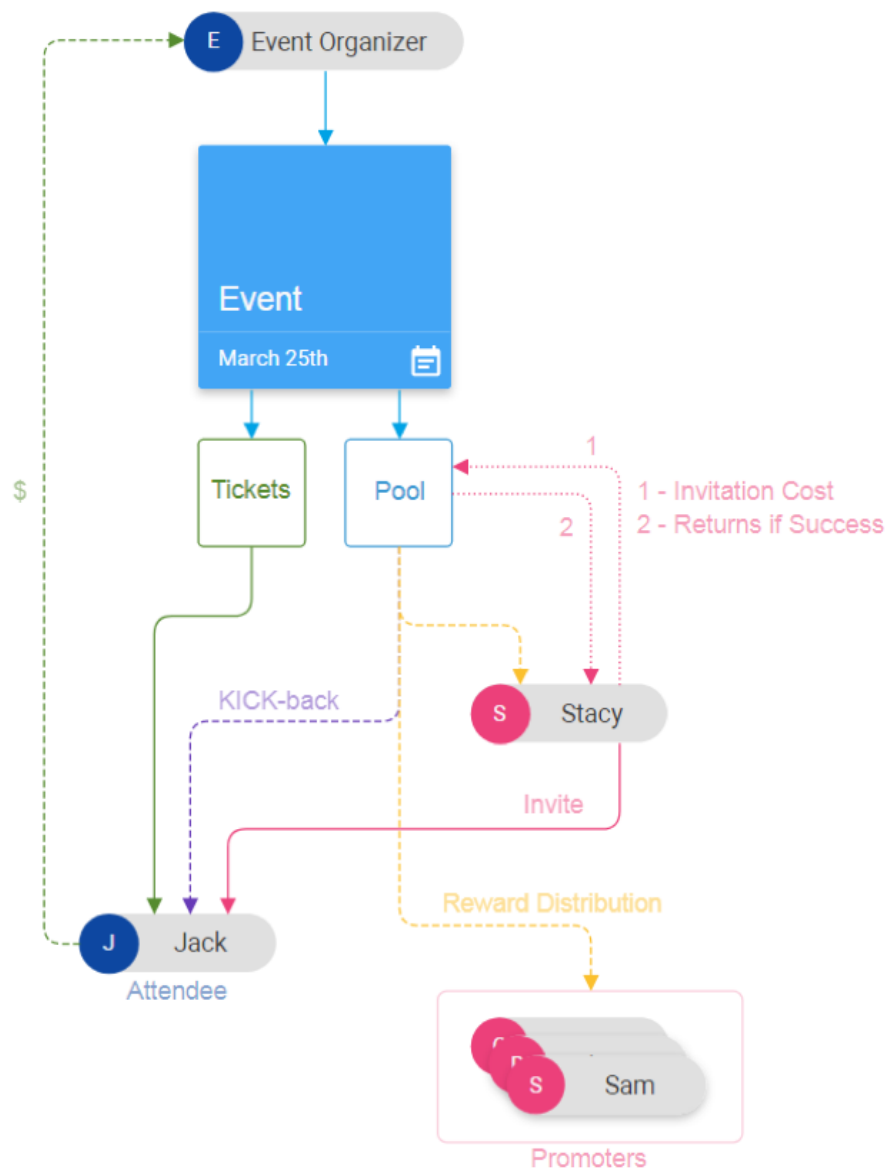 E Event Organizer
Event
March 25th
Tickets
Pool
$
1
2
1 - Invitation Cost
2 - Returns if Success
KICK-back
S Stacy
Invite
Reward Distribution
J Jack
Attendee
S Sam
Promoters